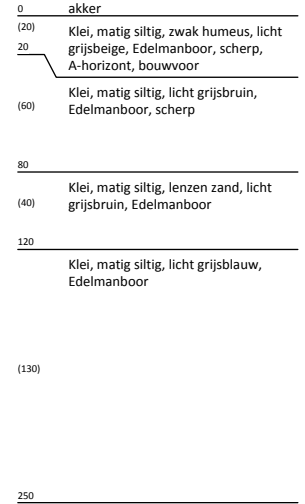 0 akker
(20) Klei, matig siltig, zwak humeus, licht
20 grijsbeige, Edelmanboor, scherp,
A-horizont, bouwvoor
Klei, matig siltig, licht grijsbruin,
(60) Edelmanboor, scherp
80
Klei, matig siltig, lenzen zand, licht
(40) grijsbruin, Edelmanboor
120
Klei, matig siltig, licht grijsblauw,
Edelmanboor
(130)
250